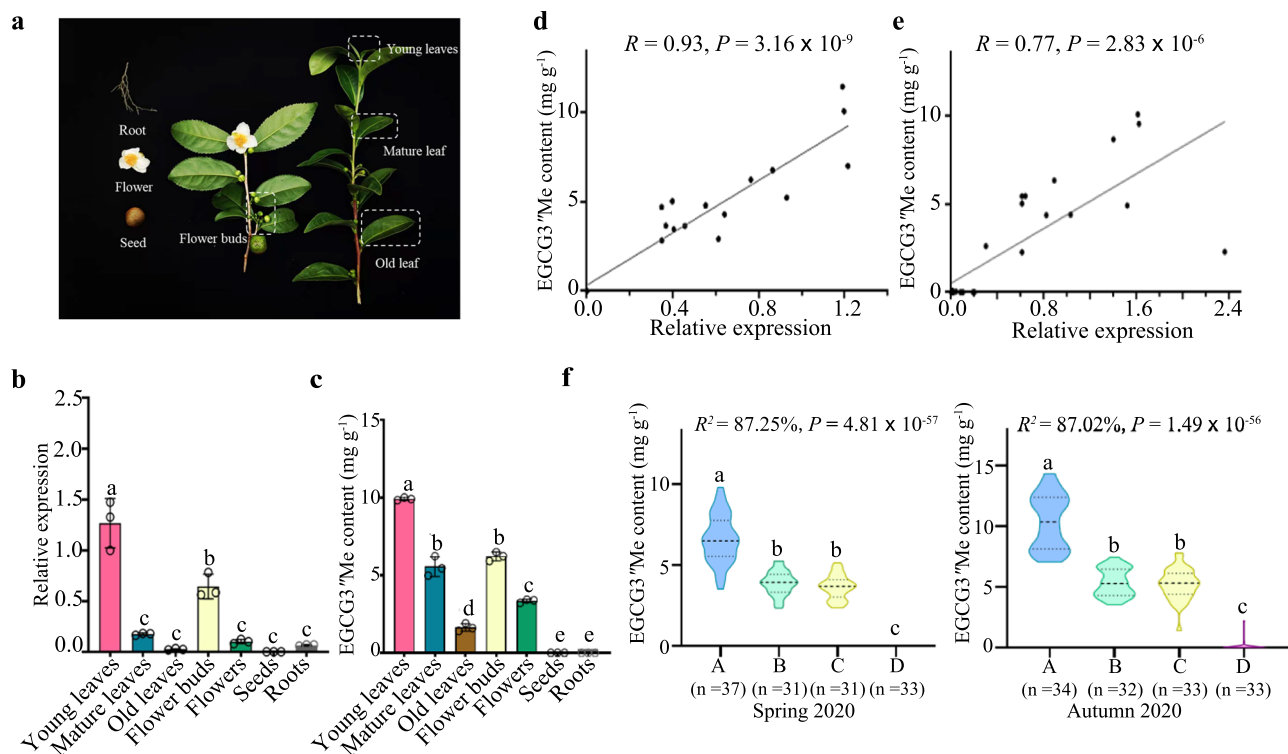 a
Young leaves
Root
Mature leaf
Flower
Flower buds
Seed
Old leaf
b
Relative expression
2.5
2.0
1.5
1.0
0.5
0.0
a
c
c
b
c
c
c
Young leaves
Mature leaves
Old leaves
Flower buds
Flowers
Seeds
Roots
c
EGCG3″Me content (mg g-1)
15
10
5
0
a
b
d
b
c
e
e
Young leaves
Mature leaves
Old leaves
Flower buds
Flowers
Seeds
Roots
d
R = 0.93, P = 3.16 x 10-9
EGCG3″Me content (mg g-1)
10
5
0
0.0 0.4 0.8 1.2
Relative expression
e
R = 0.77, P = 2.83 x 10-6
EGCG3″Me content (mg g-1)
10
5
0
0.0 0.8 1.6 2.4
Relative expression
f
R2 = 87.25%, P = 4.81 x 10-57
EGCG3″Me content (mg g-1)
10
5
0
a
b
b
c
A B C D
(n =37) (n =31) (n =31) (n =33)
Spring 2020
R2 = 87.02%, P = 1.49 x 10-56
EGCG3″Me content (mg g-1)
15
10
5
0
a
b
b
c
A B C D
(n =34) (n =32) (n =33) (n =33)
Autumn 2020